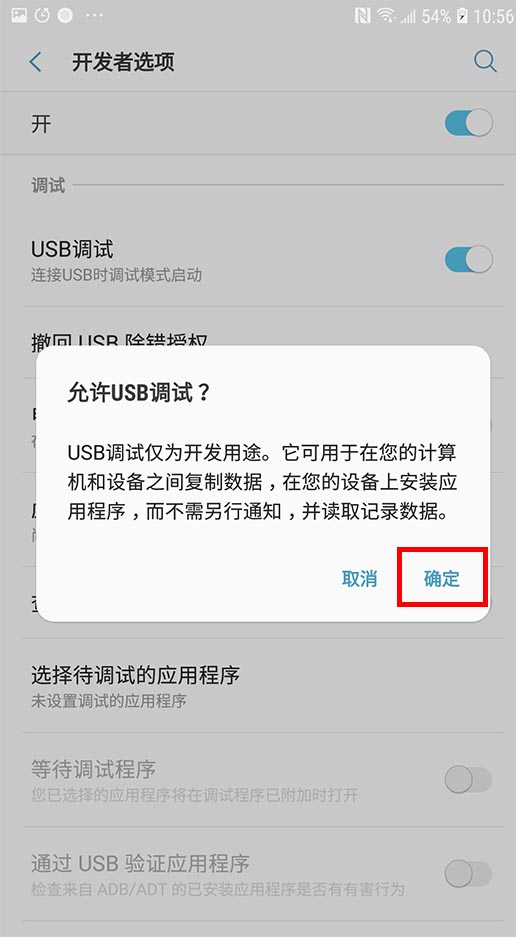 54% 10:56
开发者选项
开
调试
USB调试
连接USB时调试模式启动
撤回 USB 除错授权
允许USB调试？
USB调试仅为开发用途。它可用于在您的计算
机和设备之间复制数据，在您的设备上安装应
用程序，而不需另行通知，并读取记录数据。
取消 确定
选择待调试的应用程序
未设置调试的应用程序
等待调试程序
您已选择的应用程序将在调试程序已附加时打开
通过 USB 验证应用程序
检查来自 ADB/ADT 的已安装应用程序是否有有害行为